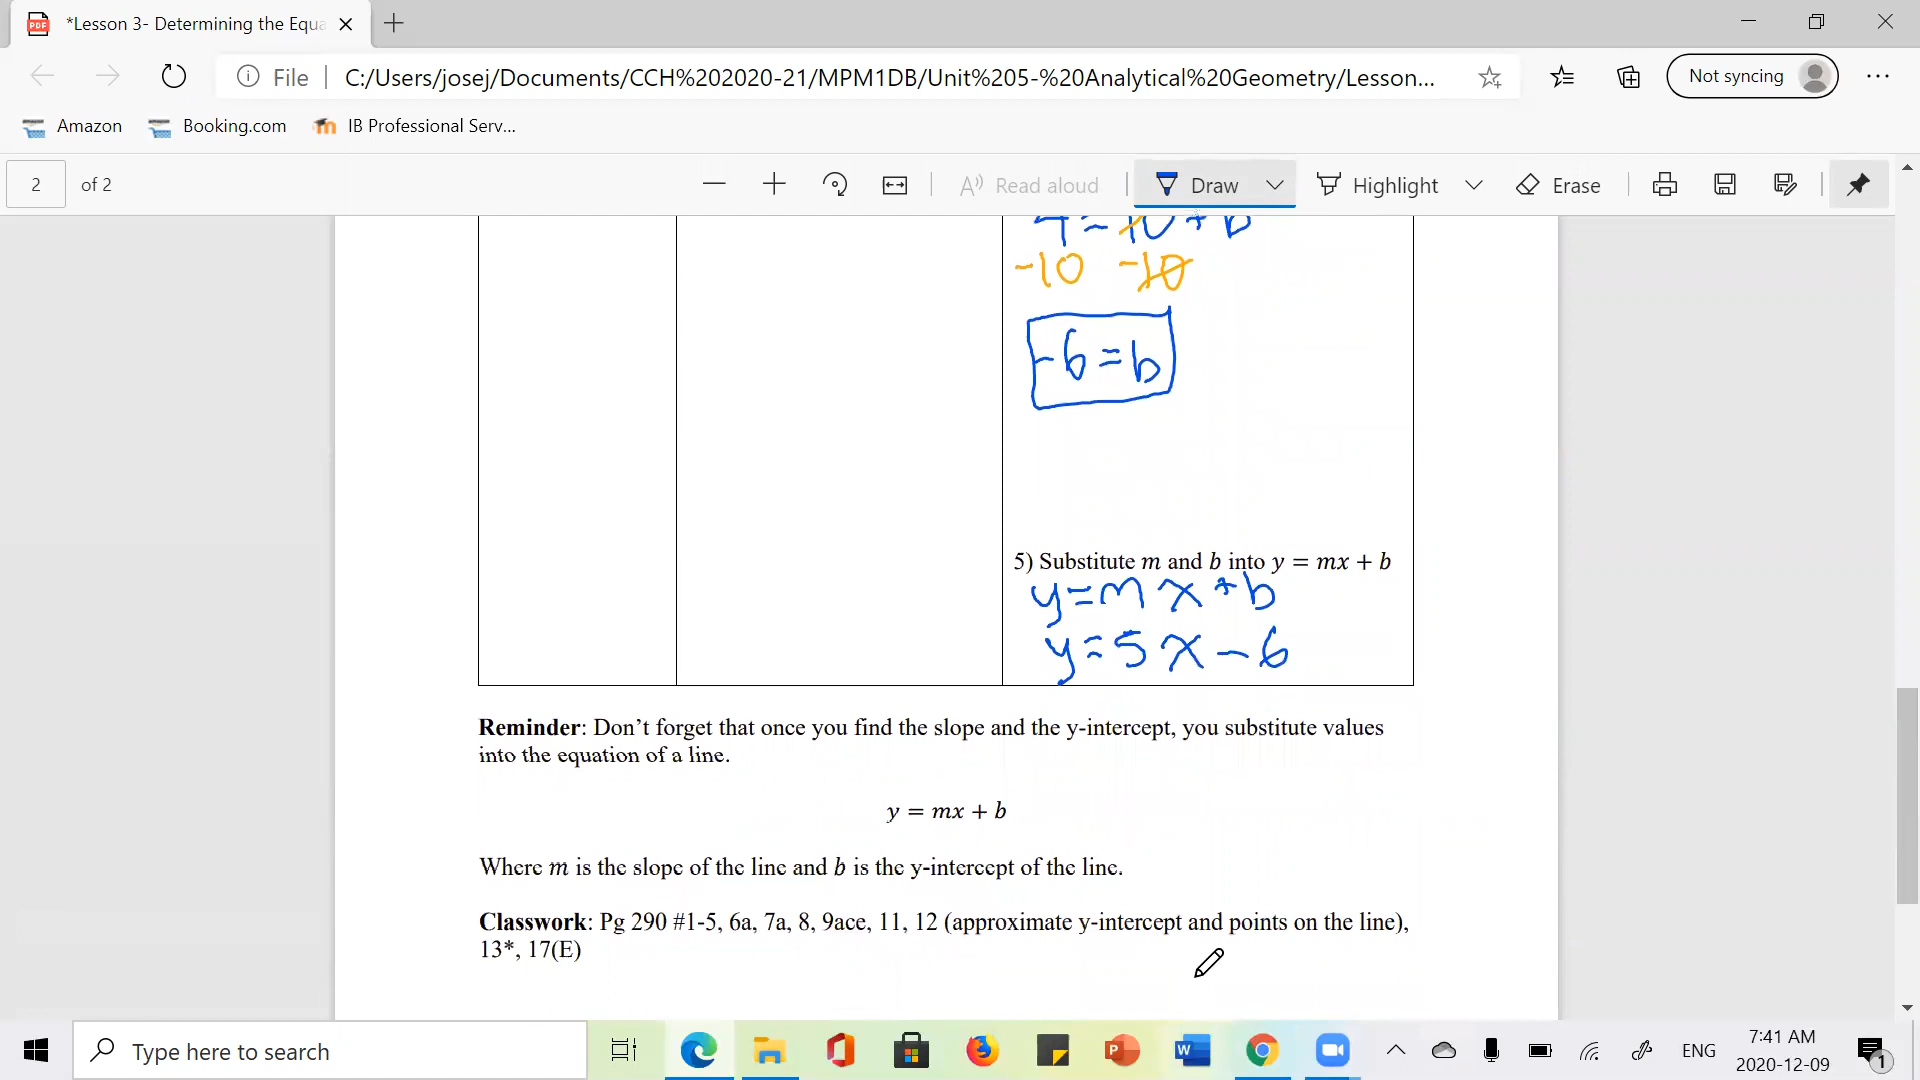 *Lesson 3- Determining the Equa
File
C:/Users/josej/Documents/CCH%202020-21/MPM1DB/Unit%205-%20Analytical%20Geometry/Lesson...
Not syncing
Amazon
Booking.com
IB Professional Serv...
2
of 2
Read aloud
Draw
Highlight
Erase
4 = 10 + b
-10 -10
-6 = b
5) Substitute m and b into y = mx + b
y = m x + b
y = 5 x - 6
Reminder: Don’t forget that once you find the slope and the y-intercept, you substitute values
into the equation of a line.
y = mx + b
Where m is the slope of the line and b is the y-intercept of the line.
Classwork: Pg 290 #1-5, 6a, 7a, 8, 9ace, 11, 12 (approximate y-intercept and points on the line),
13*, 17(E)
Type here to search
ENG
7:41 AM
2020-12-09
1